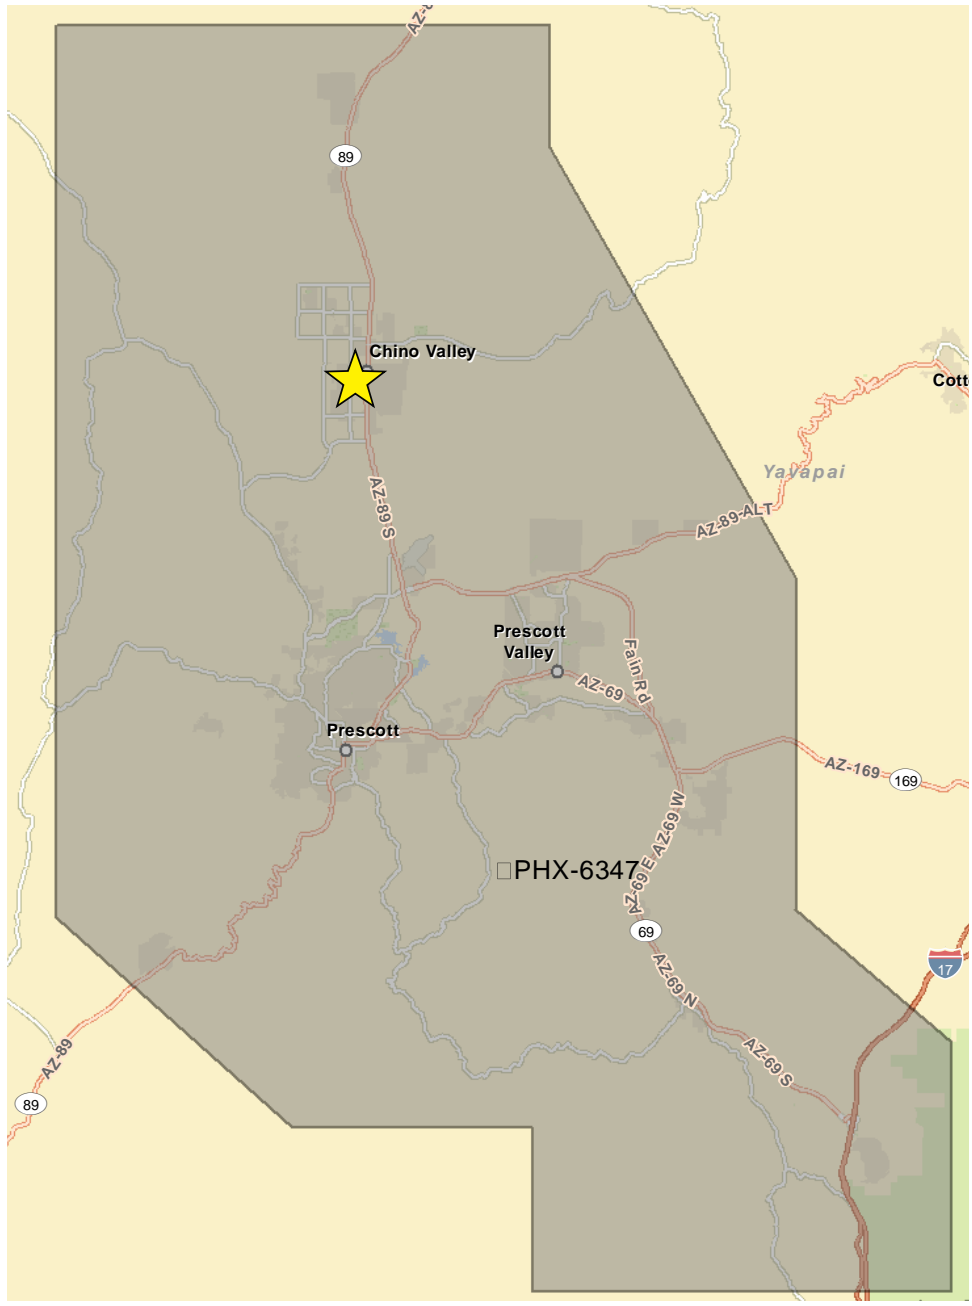 89
Chino Valley
Cott
Yavapai
AZ-89 S
AZ-89 ALT
Prescott
Valley
Fain Rd
AZ-69
Prescott
AZ-169
169
AZ-69 W
PHX-6347
AZ-69 E
69
17
AZ-69 N
AZ-89
AZ-69 S
89